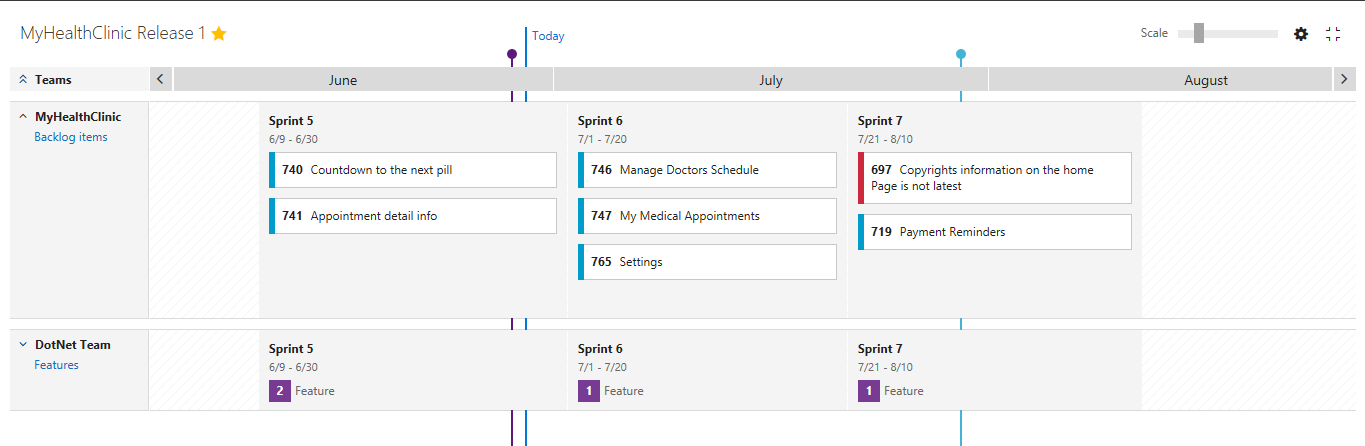 MyHealthClinic Release 1
Today
Scale
Teams
June
July
August
MyHealthClinic
Backlog items
Sprint 5
6/9 - 6/30
740 Countdown to the next pill
741 Appointment detail info
Sprint 6
7/1 - 7/20
746 Manage Doctors Schedule
747 My Medical Appointments
765 Settings
Sprint 7
7/21 - 8/10
697 Copyrights information on the home
Page is not latest
719 Payment Reminders
DotNet Team
Features
Sprint 5
6/9 - 6/30
2 Feature
Sprint 6
7/1 - 7/20
1 Feature
Sprint 7
7/21 - 8/10
1 Feature